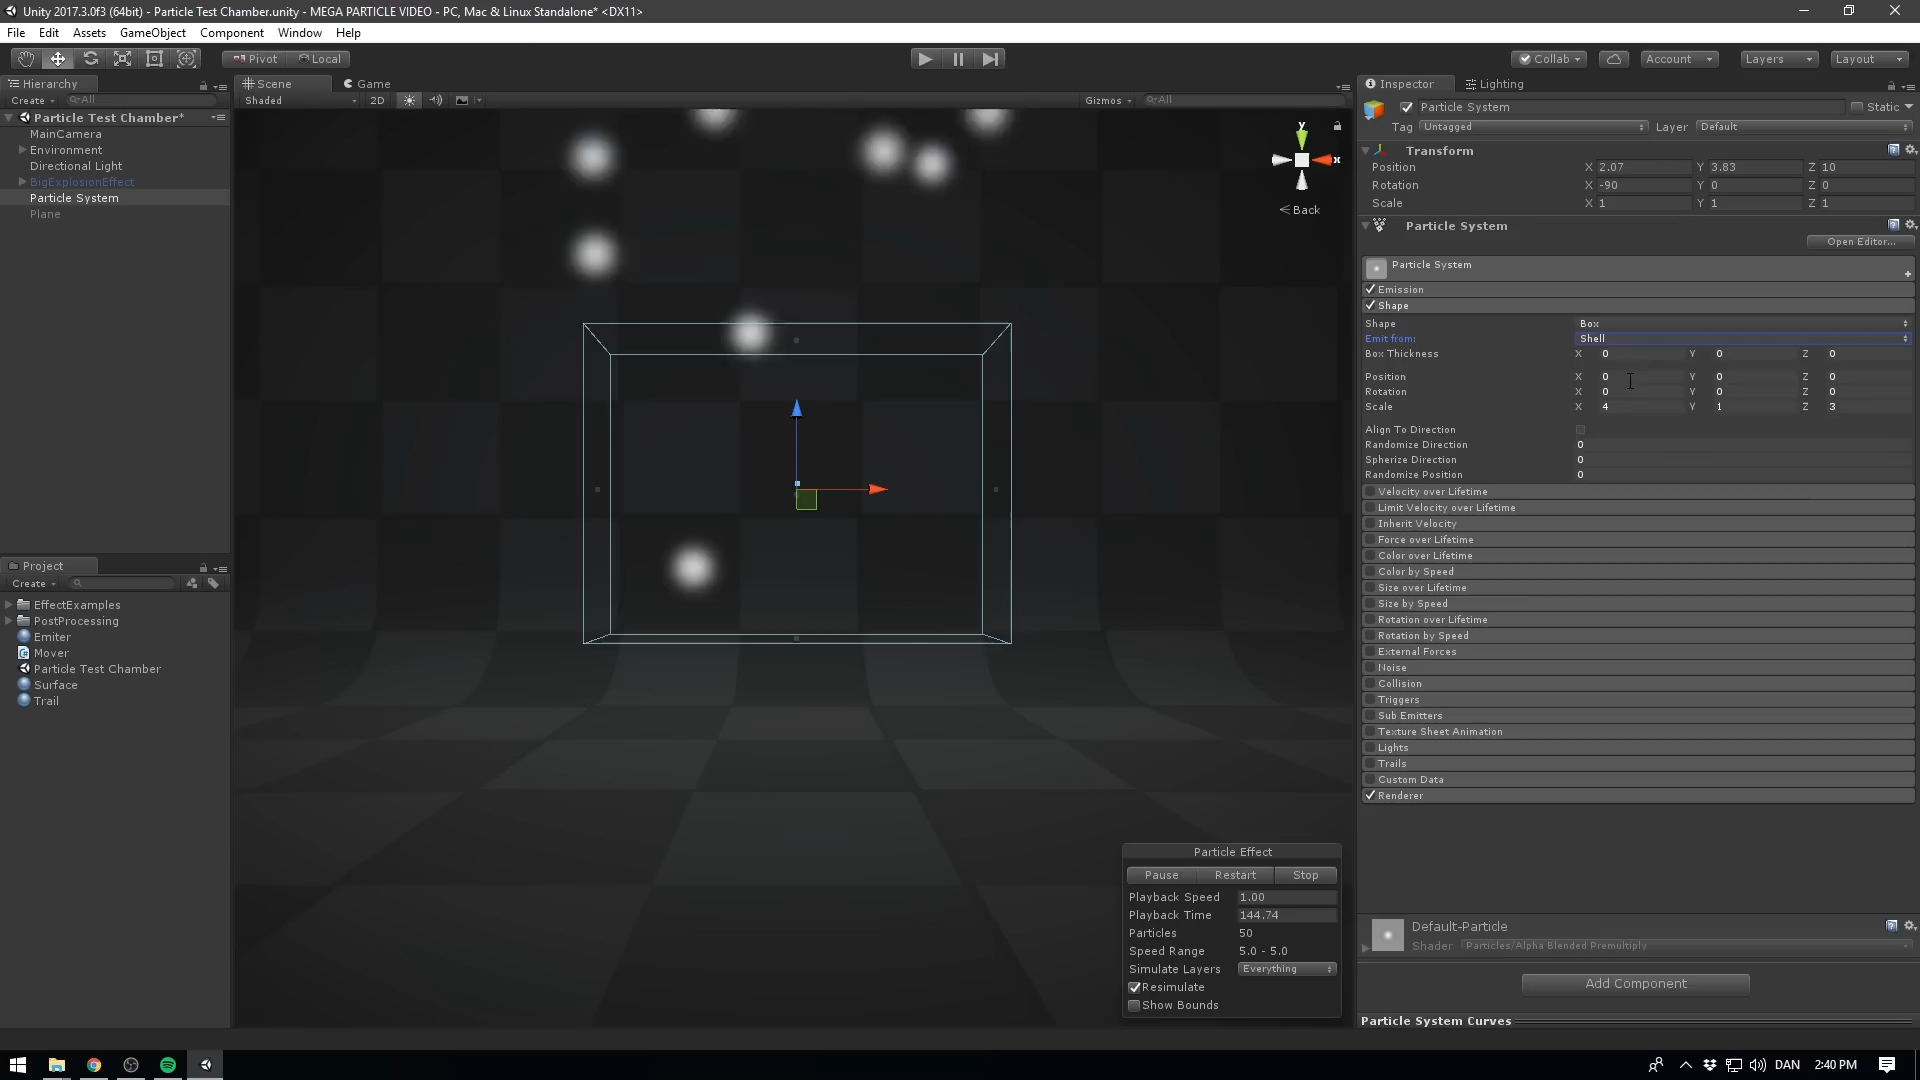 Unity 2017.3.0f3 (64bit) - Particle Test Chamber.unity - MEGA PARTICLE VIDEO - PC, Mac & Linux Standalone* <DX11>
File Edit Assets GameObject Component Window Help
Pivot Local Collab Account Layers Layout
Hierarchy
Create All
Particle Test Chamber*
MainCamera
Environment
Directional Light
BigExplosionEffect
Particle System
Plane
Project
Create
EffectExamples
PostProcessing
Emiter
Mover
Particle Test Chamber
Surface
Trail
Scene Game
Shaded 2D Gizmos All
y
x
Back
Particle Effect
Pause Restart Stop
Playback Speed 1.00
Playback Time 144.74
Particles 50
Speed Range 5.0 - 5.0
Simulate Layers Everything
Resimulate
Show Bounds
Inspector Lighting
Particle System Static
Tag Untagged Layer Default
Transform
Position X 2.07 Y 3.83 Z 10
Rotation X -90 Y 0 Z 0
Scale X 1 Y 1 Z 1
Particle System
Open Editor...
Particle System
Emission
Shape
Shape Box
Emit from: Shell
Box Thickness X 0 Y 0 Z 0
Position X 0 Y 0 Z 0
Rotation X 0 Y 0 Z 0
Scale X 4 Y 1 Z 3
Align To Direction
Randomize Direction 0
Spherize Direction 0
Randomize Position 0
Velocity over Lifetime
Limit Velocity over Lifetime
Inherit Velocity
Force over Lifetime
Color over Lifetime
Color by Speed
Size over Lifetime
Size by Speed
Rotation over Lifetime
Rotation by Speed
External Forces
Noise
Collision
Triggers
Sub Emitters
Texture Sheet Animation
Lights
Trails
Custom Data
Renderer
Default-Particle
Shader Particles/Alpha Blended Premultiply
Add Component
Particle System Curves
DAN 2:40 PM